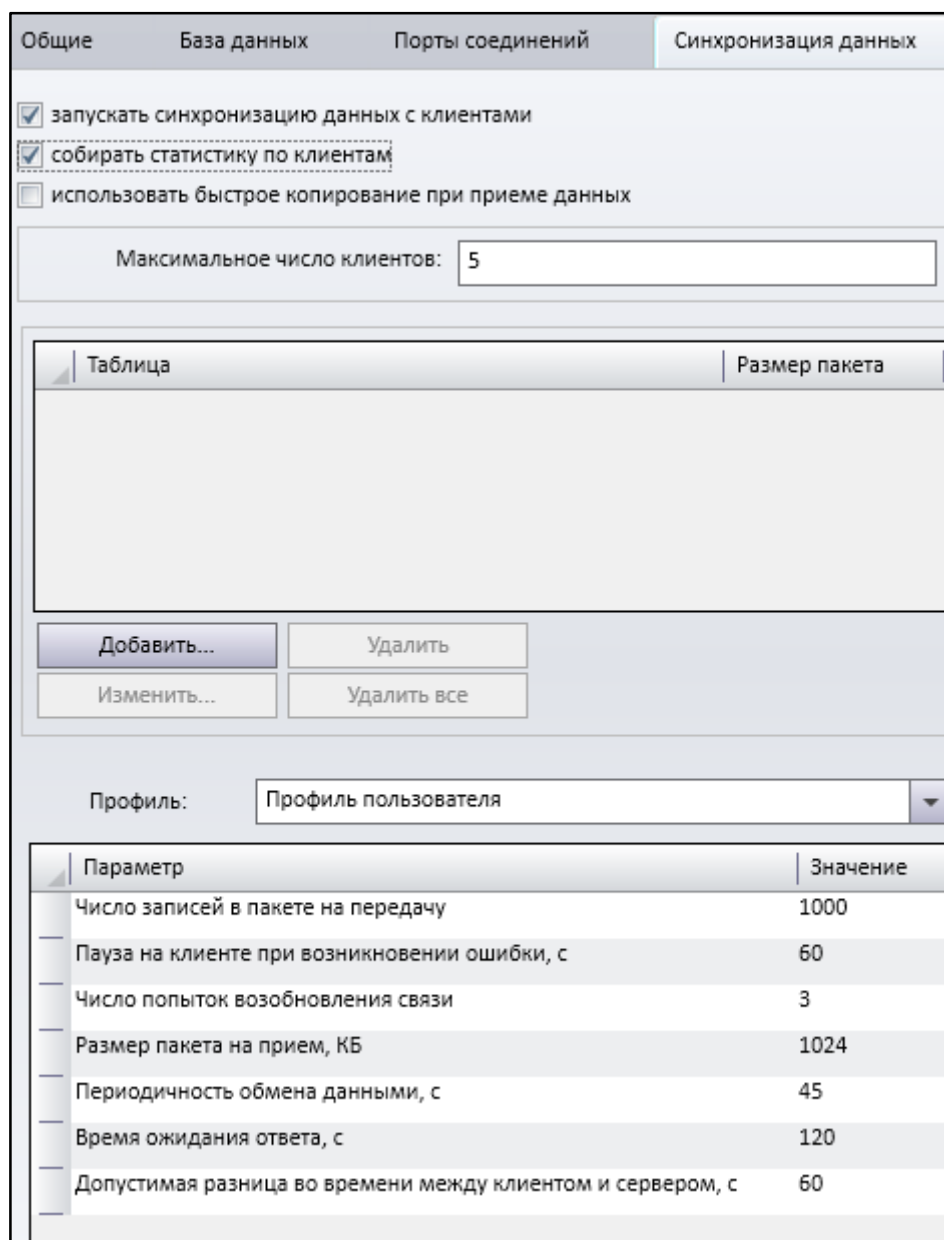 Общие База данных Порты соединений Синхронизация данных
запускать синхронизацию данных с клиентами
собирать статистику по клиентам
использовать быстрое копирование при приеме данных
Максимальное число клиентов: 5
Таблица Размер пакета
Добавить... Удалить
Изменить... Удалить все
Профиль: Профиль пользователя
Параметр Значение
Число записей в пакете на передачу 1000
Пауза на клиенте при возникновении ошибки, с 60
Число попыток возобновления связи 3
Размер пакета на прием, КБ 1024
Периодичность обмена данными, с 45
Время ожидания ответа, с 120
Допустимая разница во времени между клиентом и сервером, с 60